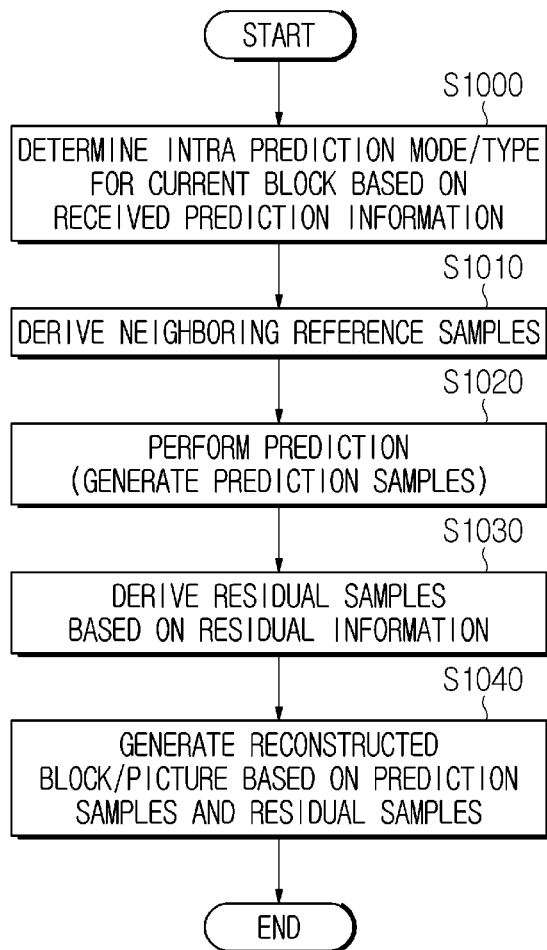 START
S1000
DETERMINE INTRA PREDICTION MODE/TYPE
FOR CURRENT BLOCK BASED ON
RECEIVED PREDICTION INFORMATION
S1010
DERIVE NEIGHBORING REFERENCE SAMPLES
S1020
PERFORM PREDICTION
(GENERATE PREDICTION SAMPLES)
S1030
DERIVE RESIDUAL SAMPLES
BASED ON RESIDUAL INFORMATION
S1040
GENERATE RECONSTRUCTED
BLOCK/PICTURE BASED ON PREDICTION
SAMPLES AND RESIDUAL SAMPLES
END